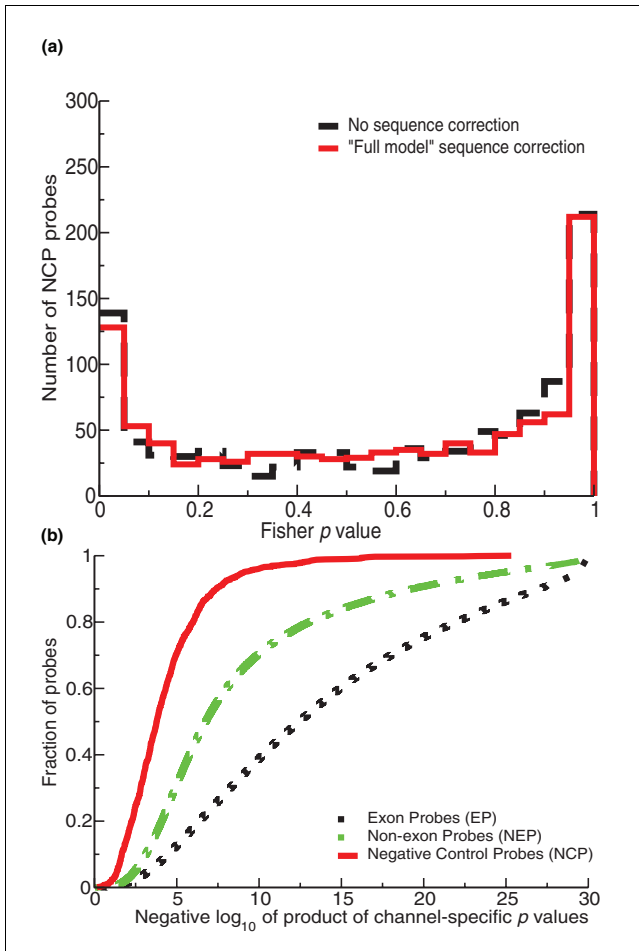 (a)
300
250
200
150
100
50
0
Number of NCP probes
No sequence correction
"Full model" sequence correction
0
0.2
0.4
0.6
0.8
1
Fisher p value
(b)
1
0.8
0.6
0.4
0.2
0
Fraction of probes
Exon Probes (EP)
Non-exon Probes (NEP)
Negative Control Probes (NCP)
0
5
10
15
20
25
30
Negative log10 of product of channel-specific p values